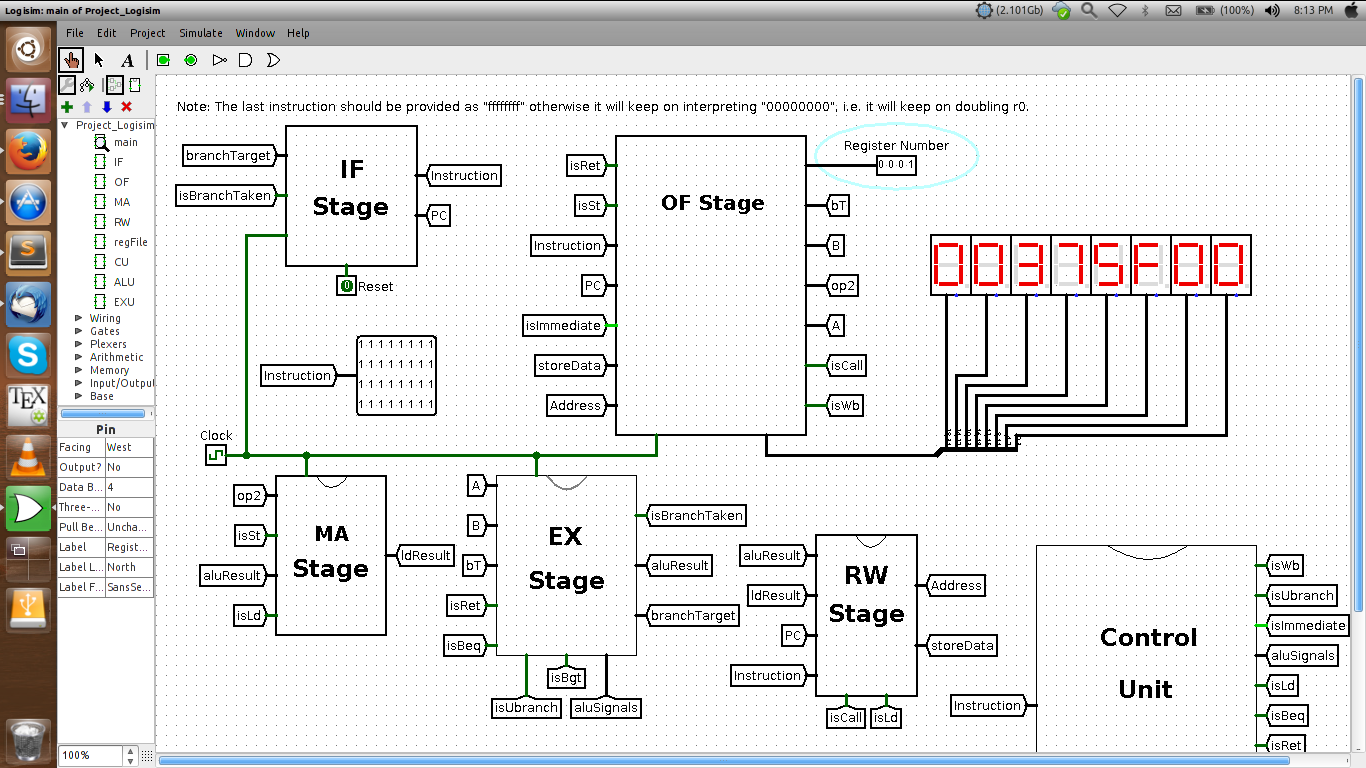 Logisim: main of Project_Logisim
(2.101Gb)
(100%)
8:13 PM
File Edit Project Simulate Window Help
A
Project_Logisim
main
IF
OF
MA
RW
regFile
CU
ALU
EXU
Wiring
Gates
Plexers
Arithmetic
Memory
Input/Output
Base
Pin
Facing West
Output? No
Data B... 4
Three-... No
Pull Be... Uncha...
Label Regist...
Label L... North
Label F... SansSe...
100%
Note: The last instruction should be provided as "ffffffff" otherwise it will keep on interpreting "00000000"; i.e. it will keep on doubling r0.
branchTarget
isBranchTaken
IF
Stage
Instruction
PC
0
Reset
Instruction
1 1 1 1 1 1 1 1
1 1 1 1 1 1 1 1
1 1 1 1 1 1 1 1
1 1 1 1 1 1 1 1
Clock
isRet
isSt
Instruction
PC
isImmediate
storeData
Address
OF Stage
Register Number
0 0 0 1
bT
B
op2
A
isCall
isWb
00375F00
op2
isSt
aluResult
isLd
MA
Stage
ldResult
A
B
bT
isRet
isBeq
EX
Stage
isBranchTaken
aluResult
branchTarget
isUbranch
isBgt
aluSignals
aluResult
ldResult
PC
Instruction
RW
Stage
Address
storeData
isCall
isLd
Instruction
Control
Unit
isWb
isUbranch
isImmediate
aluSignals
isLd
isBeq
isRet